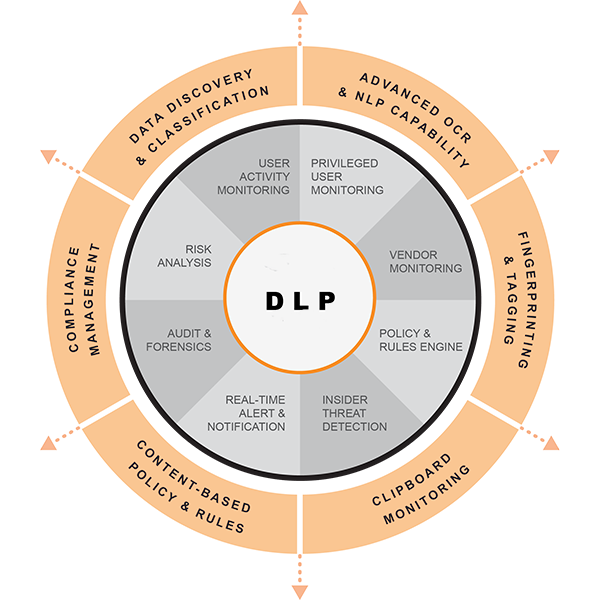 DATA DISCOVERY
& CLASSIFICATION
ADVANCED OCR
& NLP CAPABILITY
FINGERPRINTING
& TAGGING
CLIPBOARD
MONITORING
CONTENT-BASED
POLICY & RULES
COMPLIANCE
MANAGEMENT
USER
ACTIVITY
MONITORING
PRIVILEGED
USER
MONITORING
VENDOR
MONITORING
POLICY &
RULES ENGINE
INSIDER
THREAT
DETECTION
REAL-TIME
ALERT &
NOTIFICATION
AUDIT &
FORENSICS
RISK
ANALYSIS
DLP